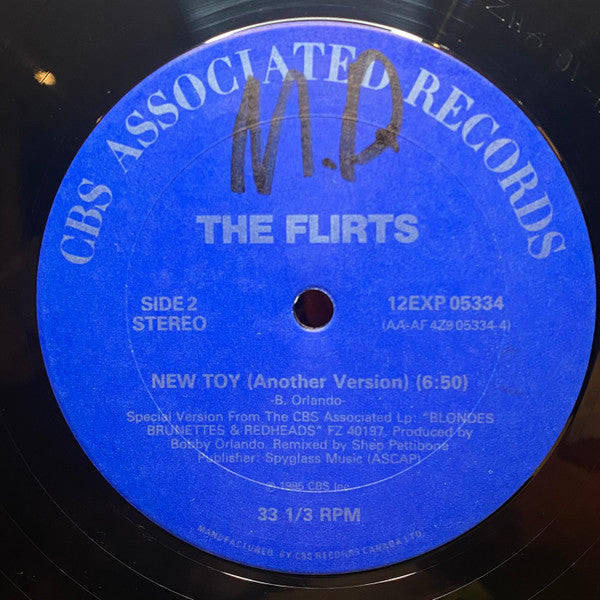 CBS ASSOCIATED RECORDS
M.D
THE FLIRTS
SIDE 2
STEREO
12EXP 05334
(AA-AF 4Z9 05334-4)
NEW TOY (Another Version) (6:50)
-B. Orlando-
Special Version From The CBS Associated Lp: "BLONDES
BRUNETTES & REDHEADS" FZ 40197. Produced by
Bobby Orlando. Remixed by Shep Pettibone
Publisher: Spyglass Music (ASCAP)
℗ 1985 CBS Inc.
33 1/3 RPM
MANUFACTURED BY CBS RECORDS CANADA LTD.